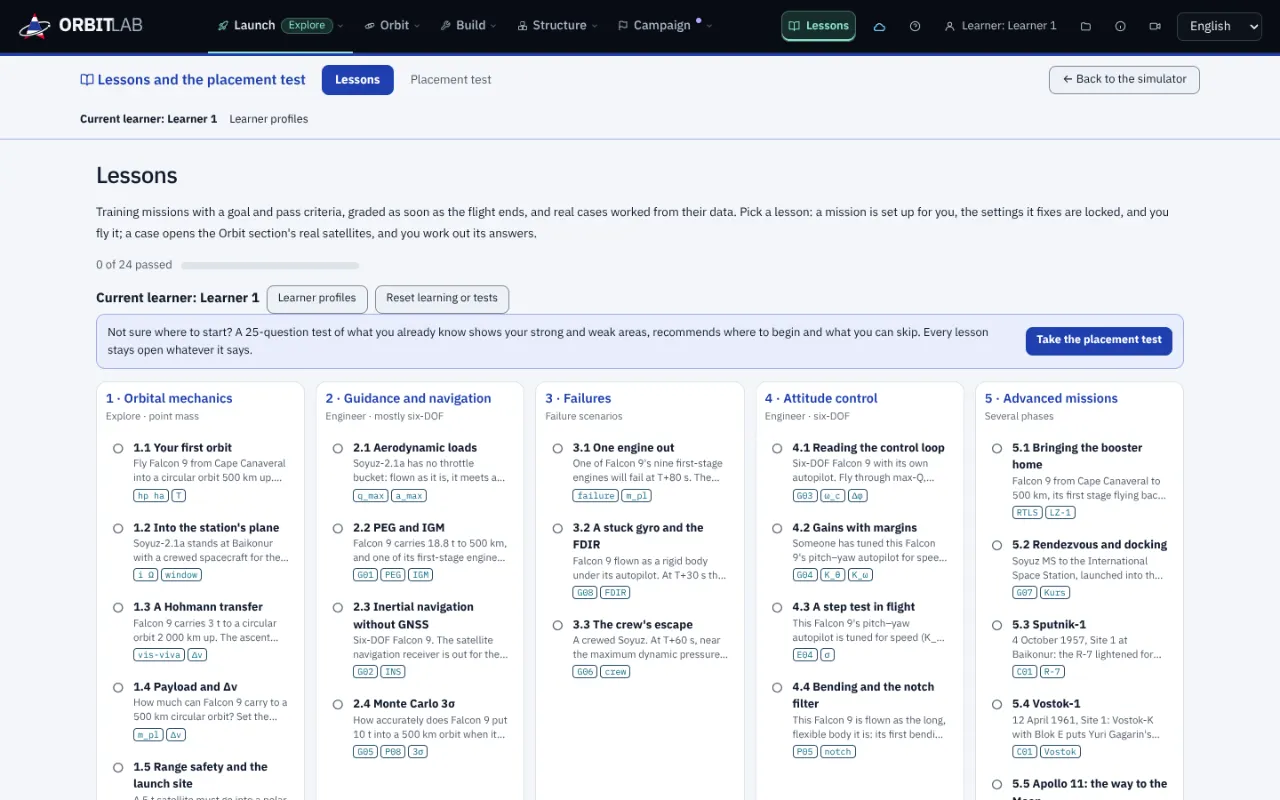 ORBITLAB
Launch Explore
Orbit
Build
Structure
Campaign
Lessons
Learner: Learner 1
English
Lessons and the placement test
Lessons
Placement test
← Back to the simulator
Current learner: Learner 1
Learner profiles
Lessons
Training missions with a goal and pass criteria, graded as soon as the flight ends, and real cases worked from their data. Pick a lesson: a mission is set up for you, the settings it fixes are locked, and you
fly it; a case opens the Orbit section's real satellites, and you work out its answers.
0 of 24 passed
Current learner: Learner 1
Learner profiles
Reset learning or tests
Not sure where to start? A 25-question test of what you already know shows your strong and weak areas, recommends where to begin and what you can skip. Every lesson
stays open whatever it says.
Take the placement test
1 · Orbital mechanics
Explore · point mass
1.1 Your first orbit
Fly Falcon 9 from Cape Canaveral
into a circular orbit 500 km up....
hp ha T
1.2 Into the station's plane
Soyuz-2.1a stands at Baikonur
with a crewed spacecraft for the...
i Ω window
1.3 A Hohmann transfer
Falcon 9 carries 3 t to a circular
orbit 2 000 km up. The ascent...
vis-viva Δv
1.4 Payload and Δv
How much can Falcon 9 carry to a
500 km circular orbit? Set the...
m_pl Δv
1.5 Range safety and the
launch site
A 5 t satellite must go into a polar
2 · Guidance and navigation
Engineer · mostly six-DOF
2.1 Aerodynamic loads
Soyuz-2.1a has no throttle
bucket: flown as it is, it meets a...
q_max a_max
2.2 PEG and IGM
Falcon 9 carries 18.8 t to 500 km,
and one of its first-stage engine...
G01 PEG IGM
2.3 Inertial navigation
without GNSS
Six-DOF Falcon 9. The satellite
navigation receiver is out for the...
G02 INS
2.4 Monte Carlo 3σ
How accurately does Falcon 9 put
10 t into a 500 km orbit when it...
G05 P08 3σ
3 · Failures
Failure scenarios
3.1 One engine out
One of Falcon 9's nine first-stage
engines will fail at T+80 s. The...
failure m_pl
3.2 A stuck gyro and the
FDIR
Falcon 9 flown as a rigid body
under its autopilot. At T+30 s th...
G08 FDIR
3.3 The crew's escape
A crewed Soyuz. At T+60 s, near
the maximum dynamic pressure...
G06 crew
4 · Attitude control
Engineer · six-DOF
4.1 Reading the control loop
Six-DOF Falcon 9 with its own
autopilot. Fly through max-Q,...
G03 ω_c Δφ
4.2 Gains with margins
Someone has tuned this Falcon
9's pitch–yaw autopilot for spee...
G04 K_θ K_ω
4.3 A step test in flight
This Falcon 9's pitch–yaw
autopilot is tuned for speed (K_...
E04 σ
4.4 Bending and the notch
filter
This Falcon 9 is flown as the long,
flexible body it is: its first bendi...
P05 notch
5 · Advanced missions
Several phases
5.1 Bringing the booster
home
Falcon 9 from Cape Canaveral to
500 km, its first stage flying bac...
RTLS LZ-1
5.2 Rendezvous and docking
Soyuz MS to the International
Space Station, launched into th...
G07 Kurs
5.3 Sputnik-1
4 October 1957, Site 1 at
Baikonur: the R-7 lightened for...
C01 R-7
5.4 Vostok-1
12 April 1961, Site 1: Vostok-K
with Blok E puts Yuri Gagarin's...
C01 Vostok
5.5 Apollo 11: the way to the
Moon